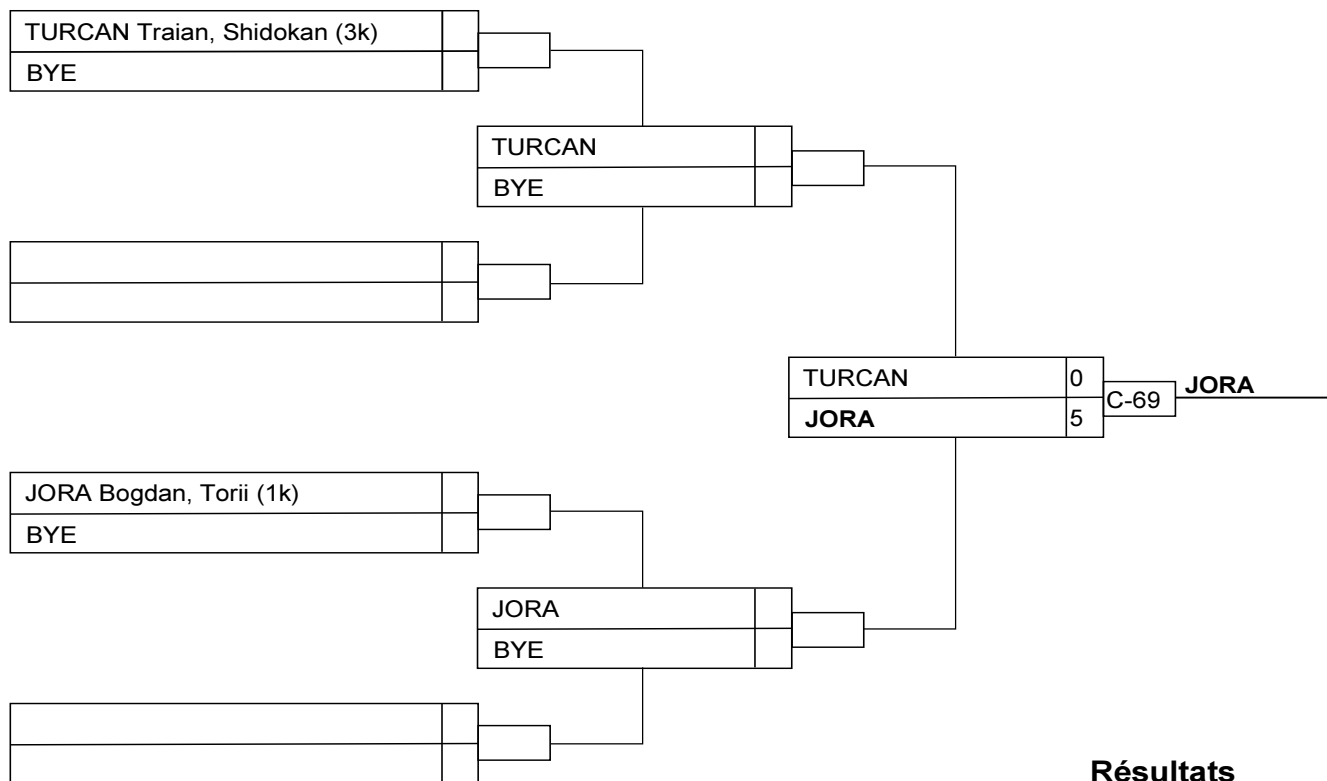 TURCAN Traian, Shidokan (3k)
BYE
TURCAN
BYE
TURCAN 0
JORA 5
C-69
JORA
JORA Bogdan, Torii (1k)
BYE
JORA
BYE
Résultats